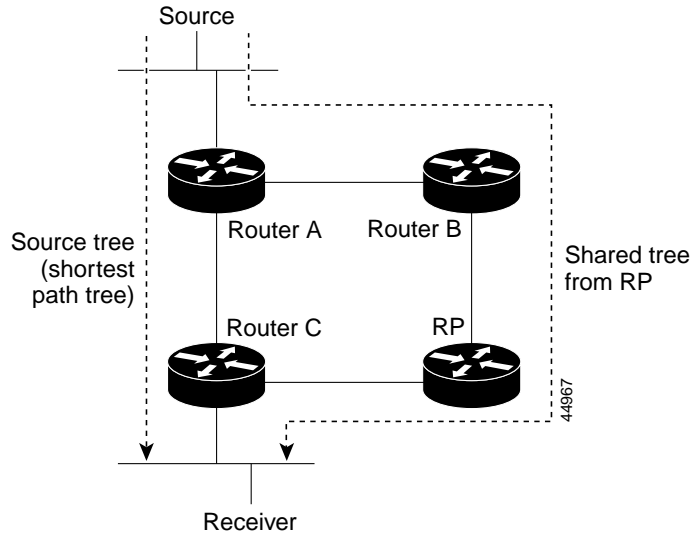 Source
Router A
Router B
Source tree
(shortest
path tree)
Shared tree
from RP
Router C
RP
44967
Receiver